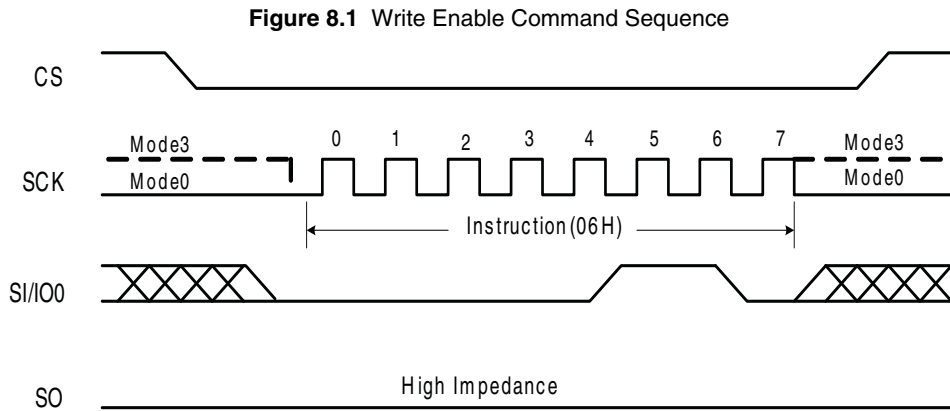 Figure 8.1 Write Enable Command Sequence
CS
0 1 2 3 4 5 6 7
Mode3 Mode3
SCK
Mode0 Mode0
Instruction(06H)
SI/IO0
High Impedance
SO